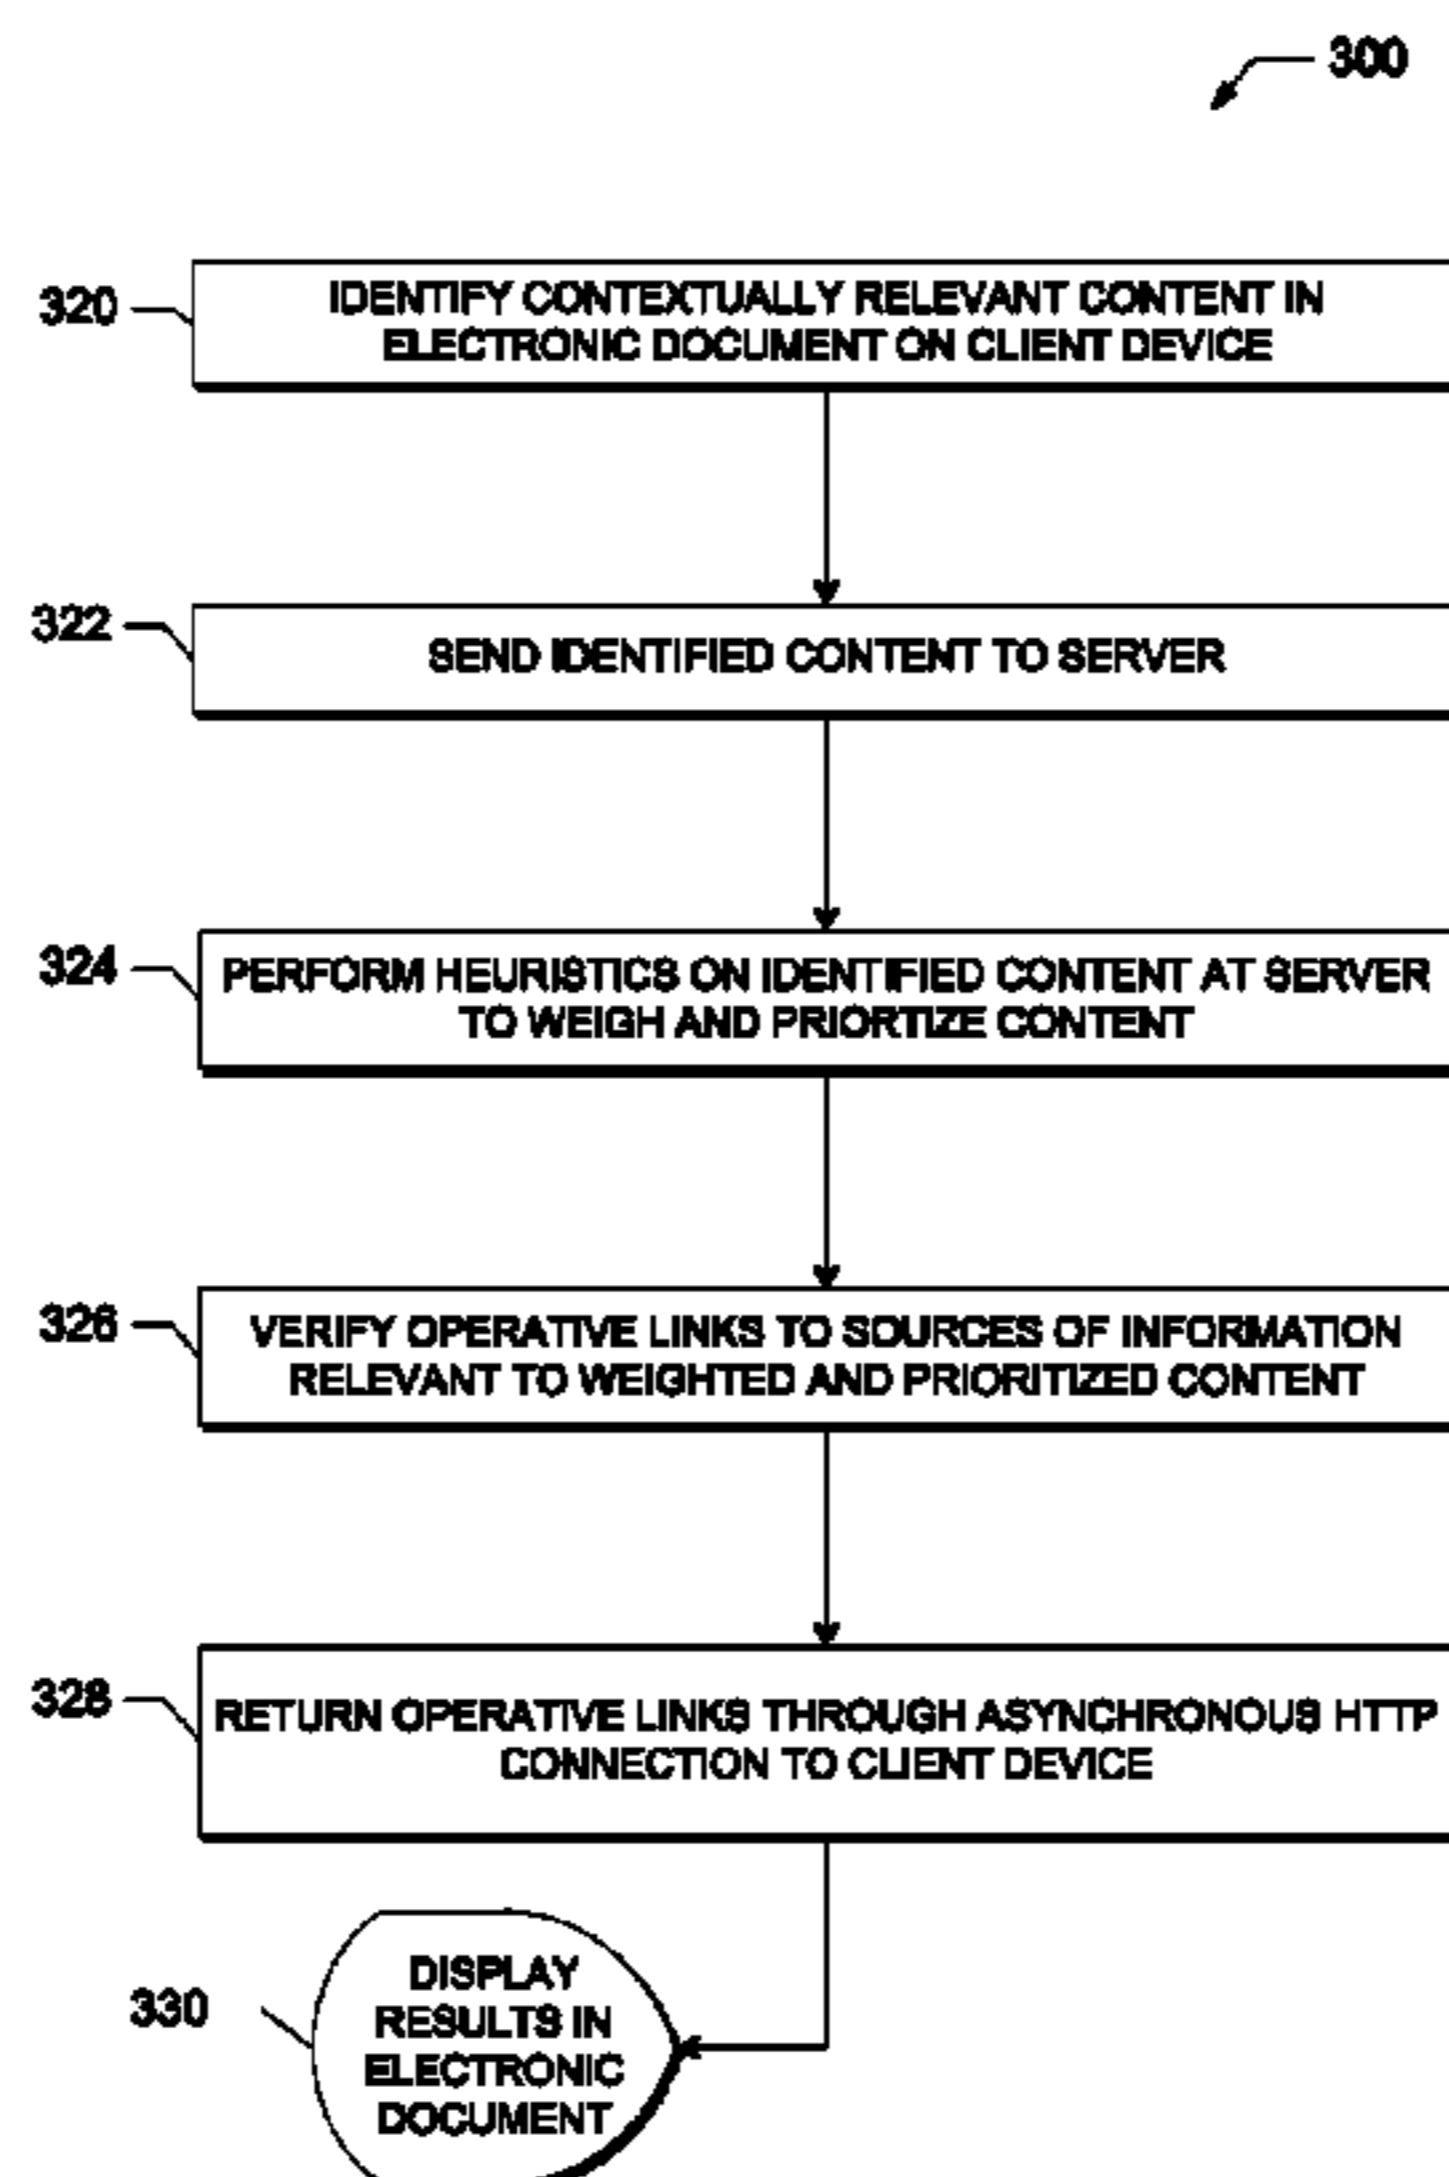 300
320
IDENTIFY CONTEXTUALLY RELEVANT CONTENT IN
ELECTRONIC DOCUMENT ON CLIENT DEVICE
322
SEND IDENTIFIED CONTENT TO SERVER
324
PERFORM HEURISTICS ON IDENTIFIED CONTENT AT SERVER
TO WEIGH AND PRIORTIZE CONTENT
326
VERIFY OPERATIVE LINKS TO SOURCES OF INFORMATION
RELEVANT TO WEIGHTED AND PRIORITIZED CONTENT
328
RETURN OPERATIVE LINKS THROUGH ASYNCHRONOUS HTTP
CONNECTION TO CLIENT DEVICE
330
DISPLAY
RESULTS IN
ELECTRONIC
DOCUMENT